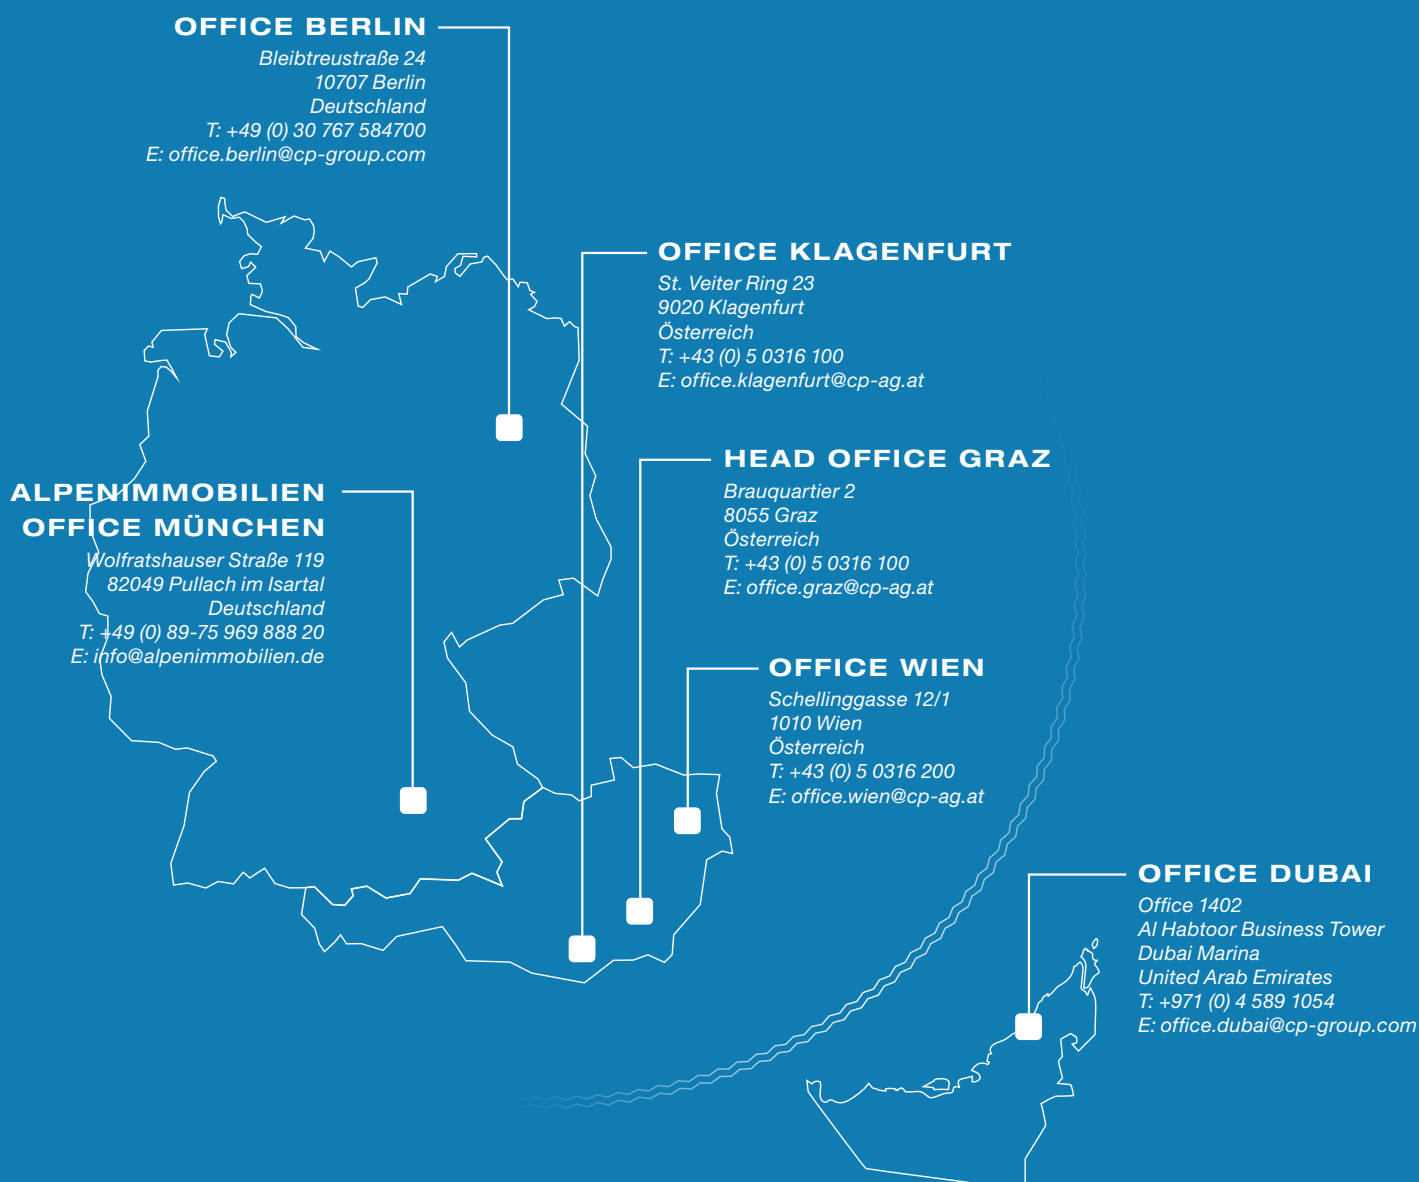 OFFICE BERLIN
Bleibtreustraße 24
10707 Berlin
Deutschland
T: +49 (0) 30 767 584700
E: office.berlin@cp-group.com
OFFICE KLAGENFURT
St. Veiter Ring 23
9020 Klagenfurt
Österreich
T: +43 (0) 5 0316 100
E: office.klagenfurt@cp-ag.at
HEAD OFFICE GRAZ
Brauquartier 2
8055 Graz
Österreich
T: +43 (0) 5 0316 100
E: office.graz@cp-ag.at
ALPENIMMOBILIEN
OFFICE MÜNCHEN
Wolfratshauser Straße 119
82049 Pullach im Isartal
Deutschland
T: +49 (0) 89-75 969 888 20
E: info@alpenimmobilien.de
OFFICE WIEN
Schellinggasse 12/1
1010 Wien
Österreich
T: +43 (0) 5 0316 200
E: office.wien@cp-ag.at
OFFICE DUBAI
Office 1402
Al Habtoor Business Tower
Dubai Marina
United Arab Emirates
T: +971 (0) 4 589 1054
E: office.dubai@cp-group.com